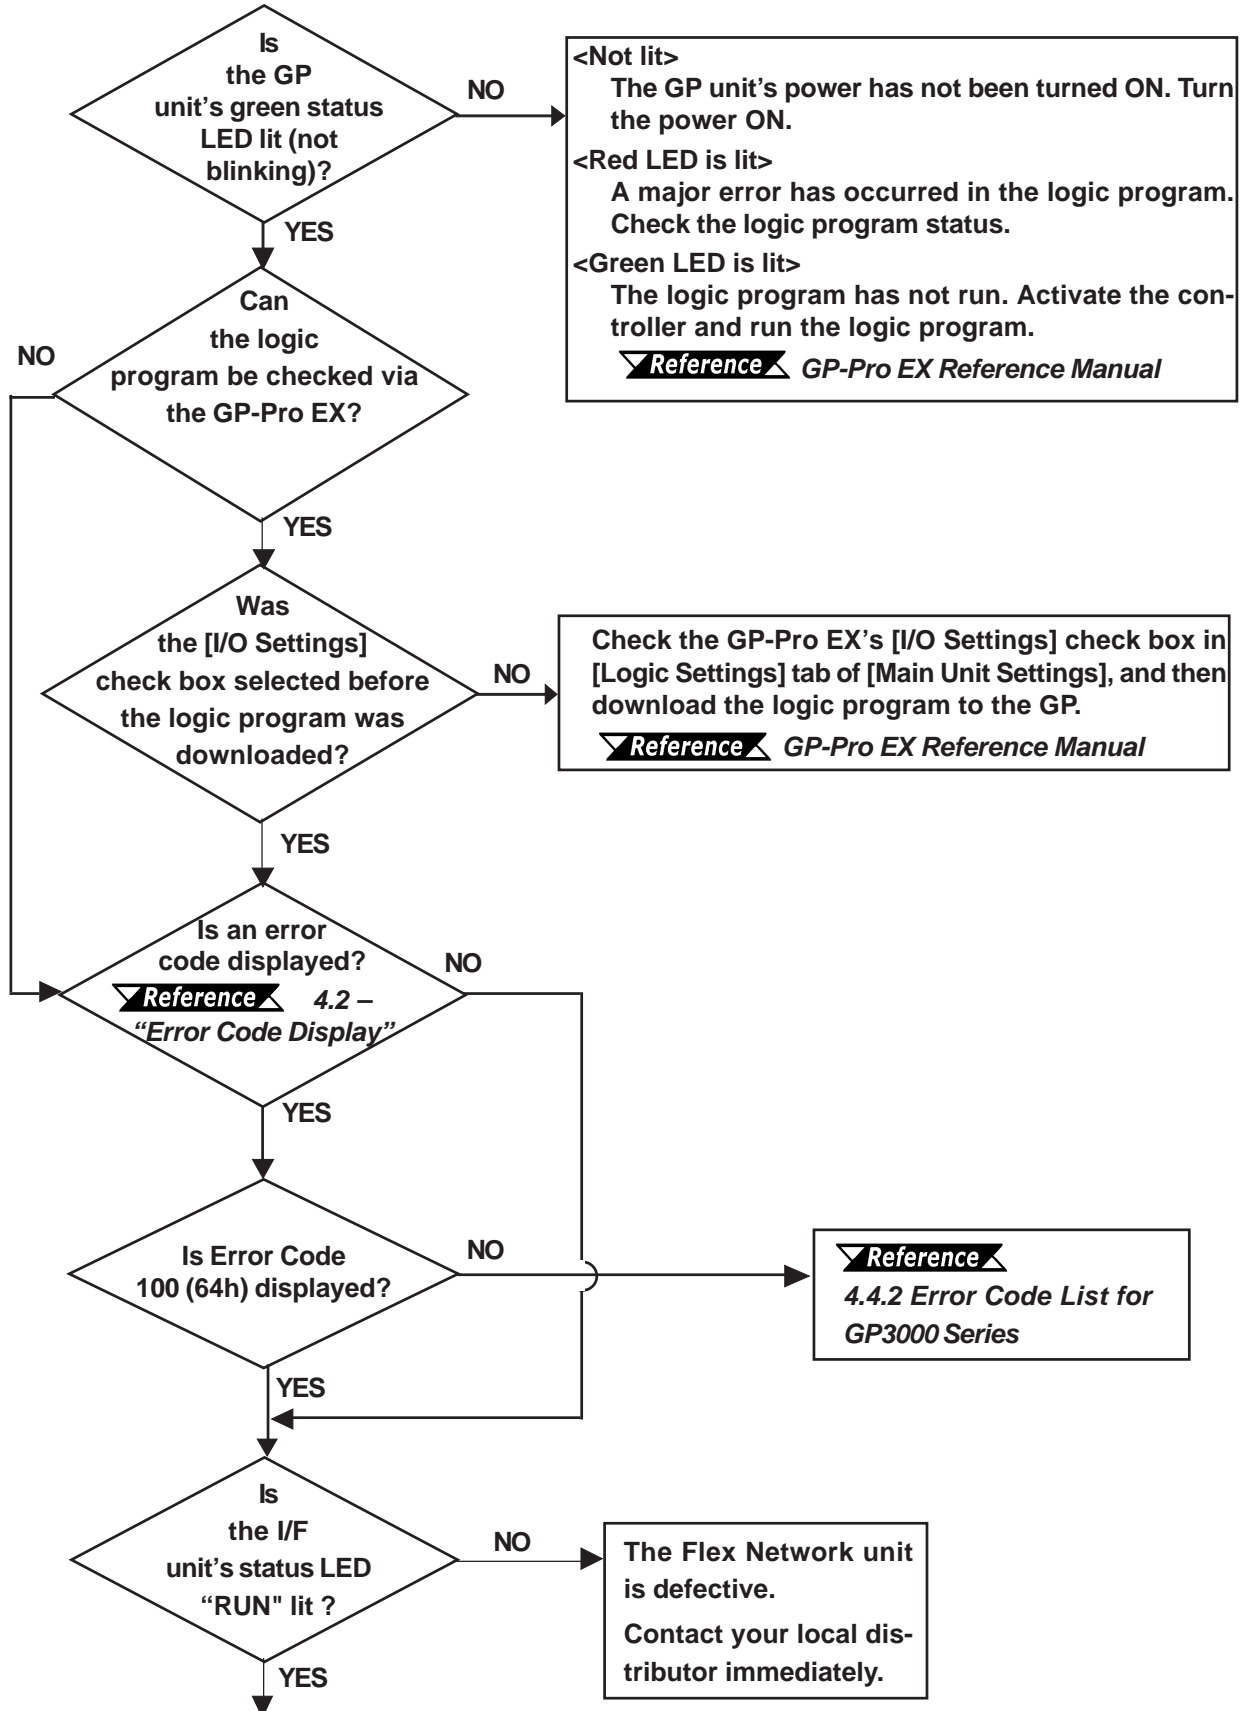 Is
the GP
unit's green status
LED lit (not
blinking)?
NO
YES
<Not lit>
The GP unit's power has not been turned ON. Turn
the power ON.
<Red LED is lit>
A major error has occurred in the logic program.
Check the logic program status.
<Green LED is lit>
The logic program has not run. Activate the con-
troller and run the logic program.
Reference GP-Pro EX Reference Manual
Can
the logic
program be checked via
the GP-Pro EX?
NO
YES
Was
the [I/O Settings]
check box selected before
the logic program was
downloaded?
NO
YES
Check the GP-Pro EX’s [I/O Settings] check box in
[Logic Settings] tab of [Main Unit Settings], and then
download the logic program to the GP.
Reference GP-Pro EX Reference Manual
Is an error
code displayed?
Reference 4.2 –
“Error Code Display”
NO
YES
Is Error Code
100 (64h) displayed?
NO
YES
Reference
4.4.2 Error Code List for
GP3000 Series
Is
the I/F
unit's status LED
“RUN" lit ?
NO
YES
The Flex Network unit
is defective.
Contact your local dis-
tributor immediately.